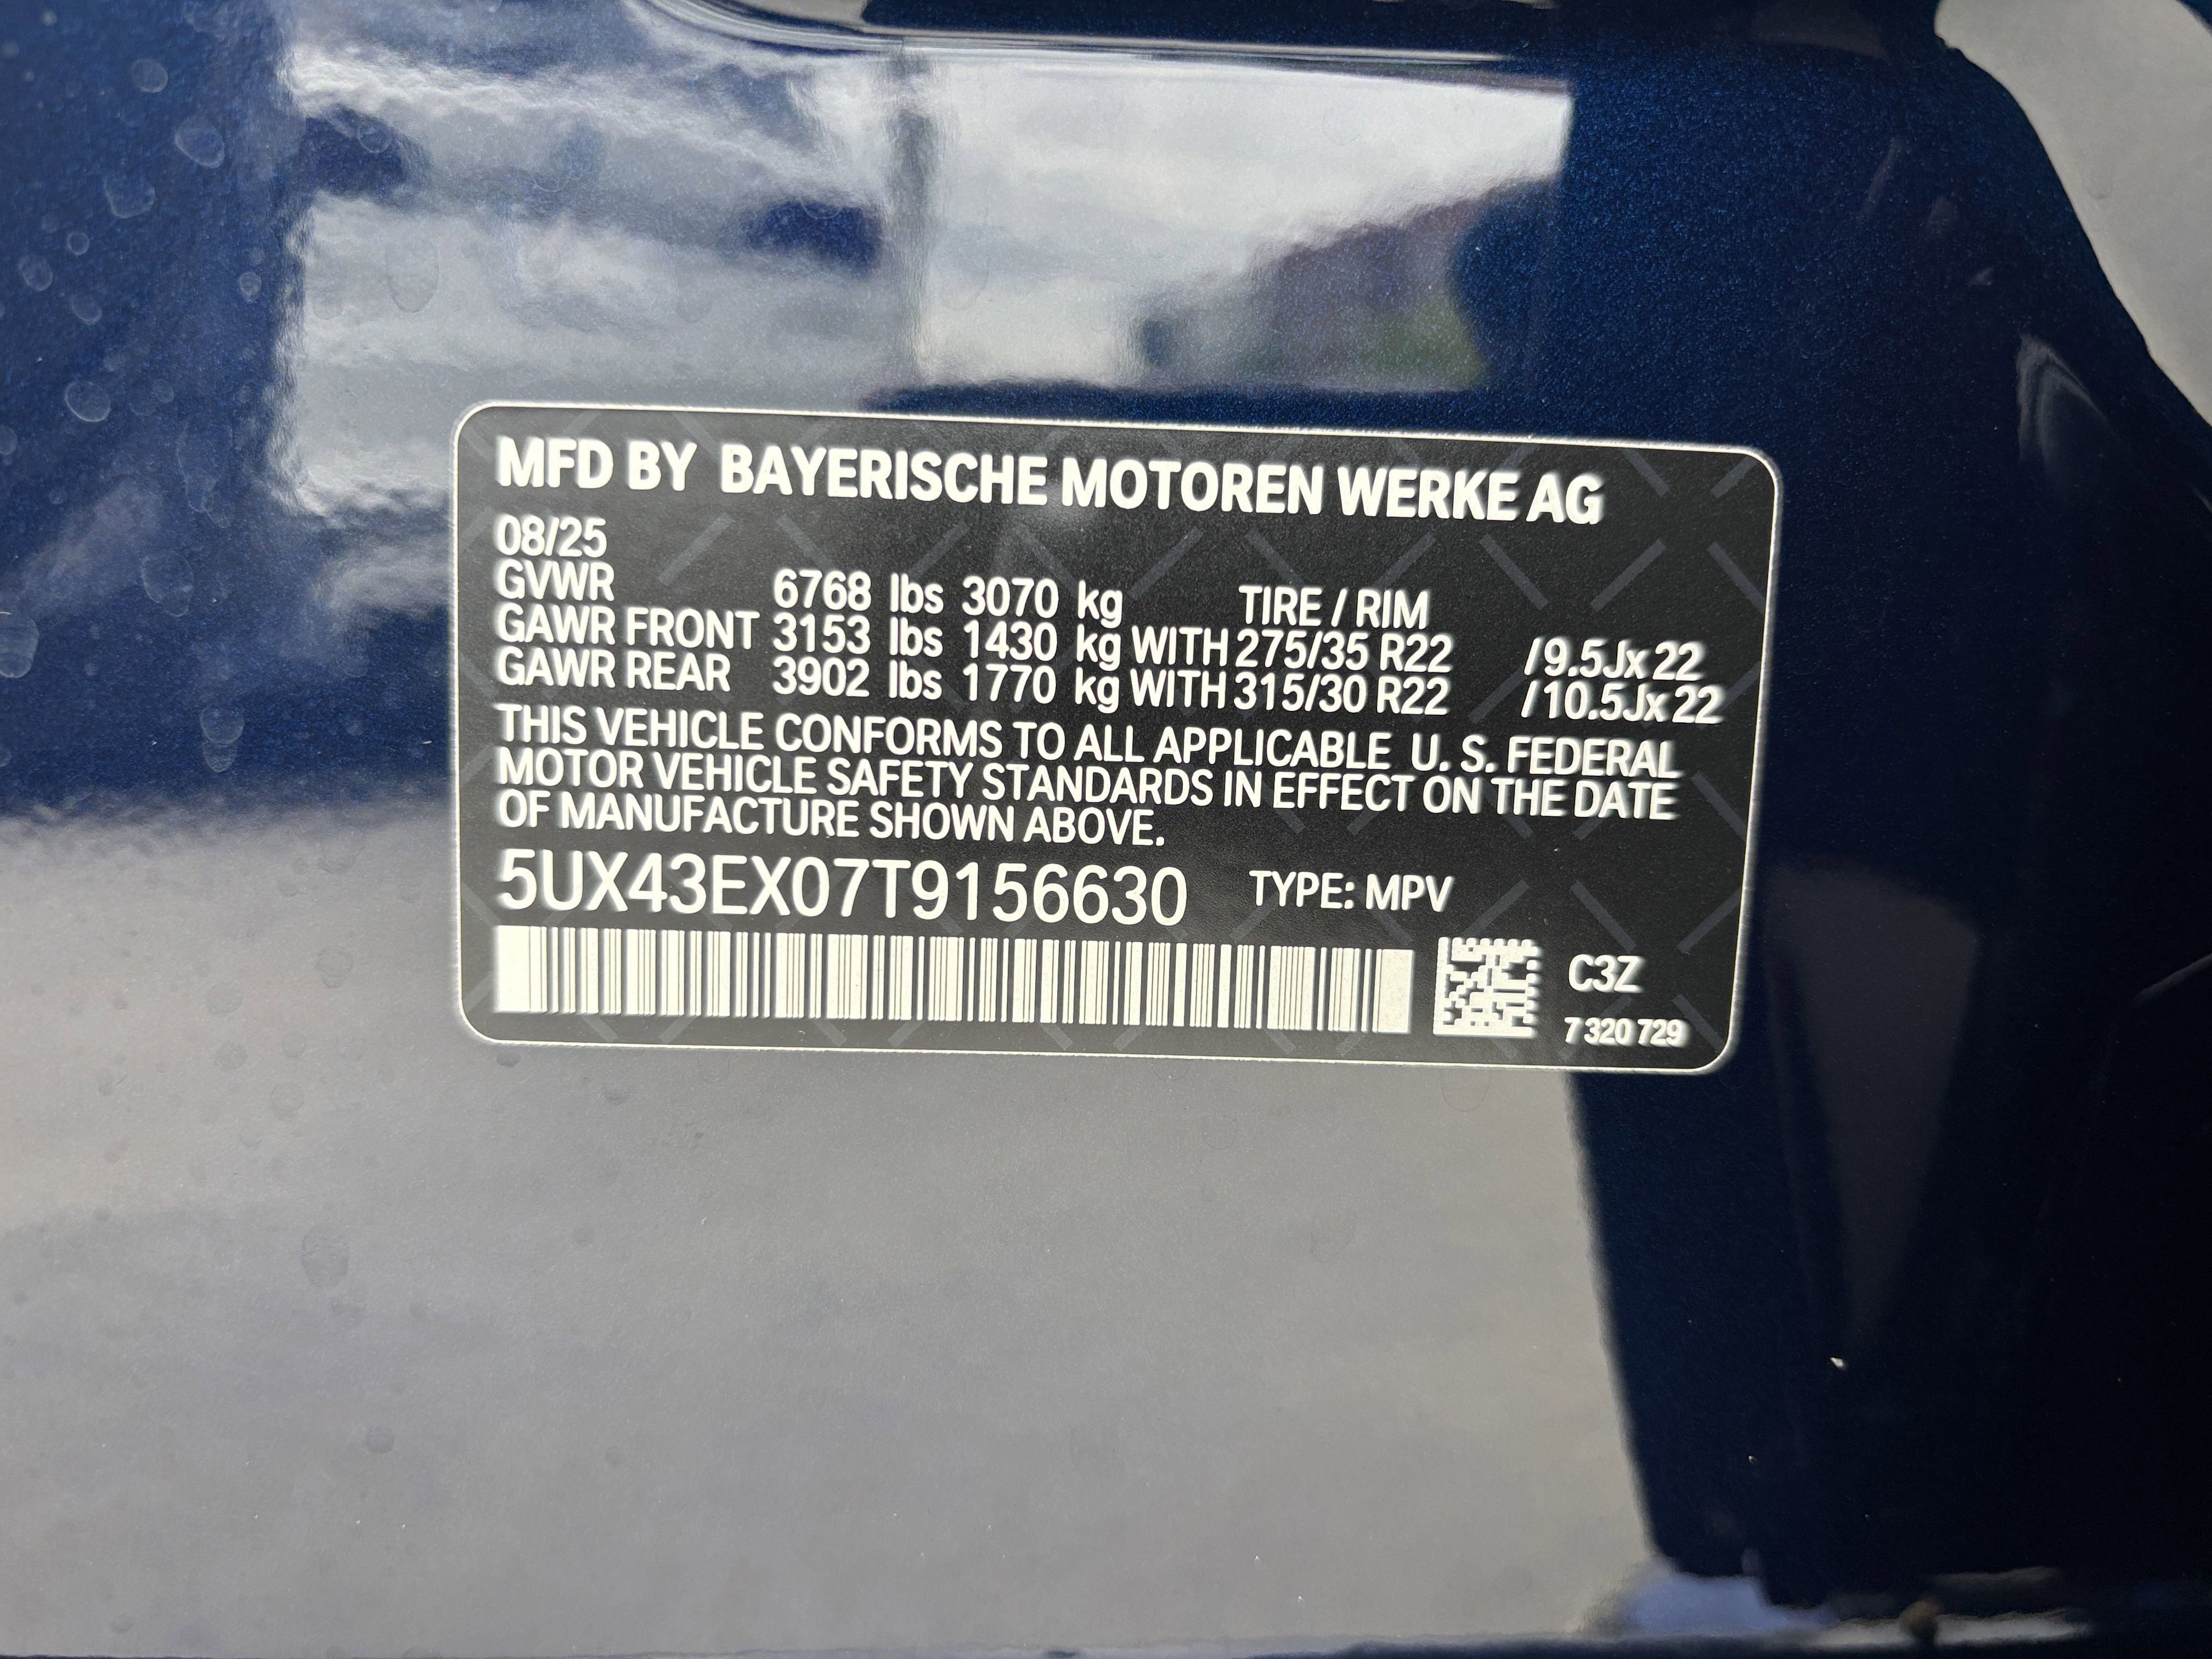 MFD BY BAYERISCHE MOTOREN WERKE AG
08/25
GVWR 6768 lbs 3070 kg TIRE / RIM
GAWR FRONT 3153 lbs 1430 kg WITH 275/35 R22 /9.5Jx22
GAWR REAR 3902 lbs 1770 kg WITH 315/30 R22 /10.5Jx22
THIS VEHICLE CONFORMS TO ALL APPLICABLE U. S. FEDERAL
MOTOR VEHICLE SAFETY STANDARDS IN EFFECT ON THE DATE
OF MANUFACTURE SHOWN ABOVE.
5UX43EX07T9156630 TYPE: MPV
C3Z
7 320 729